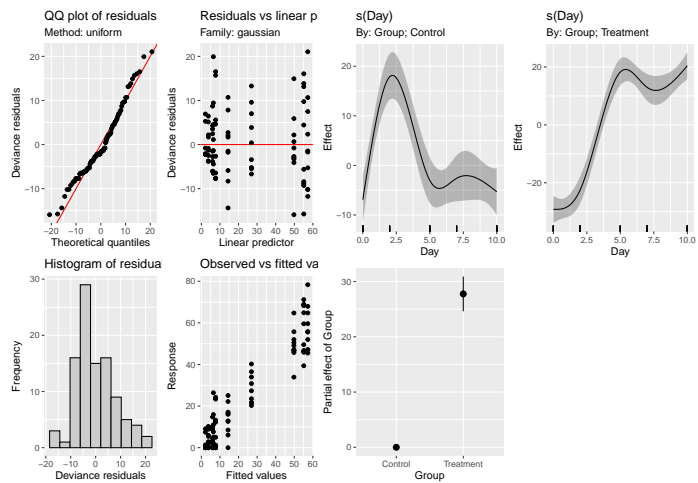 QQ plot of residuals
Method: uniform
Deviance residuals
20
10
0
−10
−20 −10 0 10 20
Theoretical quantiles
Residuals vs linear p
Family: gaussian
Deviance residuals
20
10
0
−10
0 10 20 30 40 50 60
Linear predictor
s(Day)
By: Group; Control
Effect
20
10
0
−10
0.0 2.5 5.0 7.5 10.0
Day
s(Day)
By: Group; Treatment
Effect
20
0
−20
0.0 2.5 5.0 7.5 10.0
Day
Histogram of residua
Frequency
30
20
10
0
−20 −10 0 10 20
Deviance residuals
Observed vs fitted va
Response
80
60
40
20
0
0 10 20 30 40 50 60
Fitted values
Partial effect of Group
30
20
10
0
Control Treatment
Group